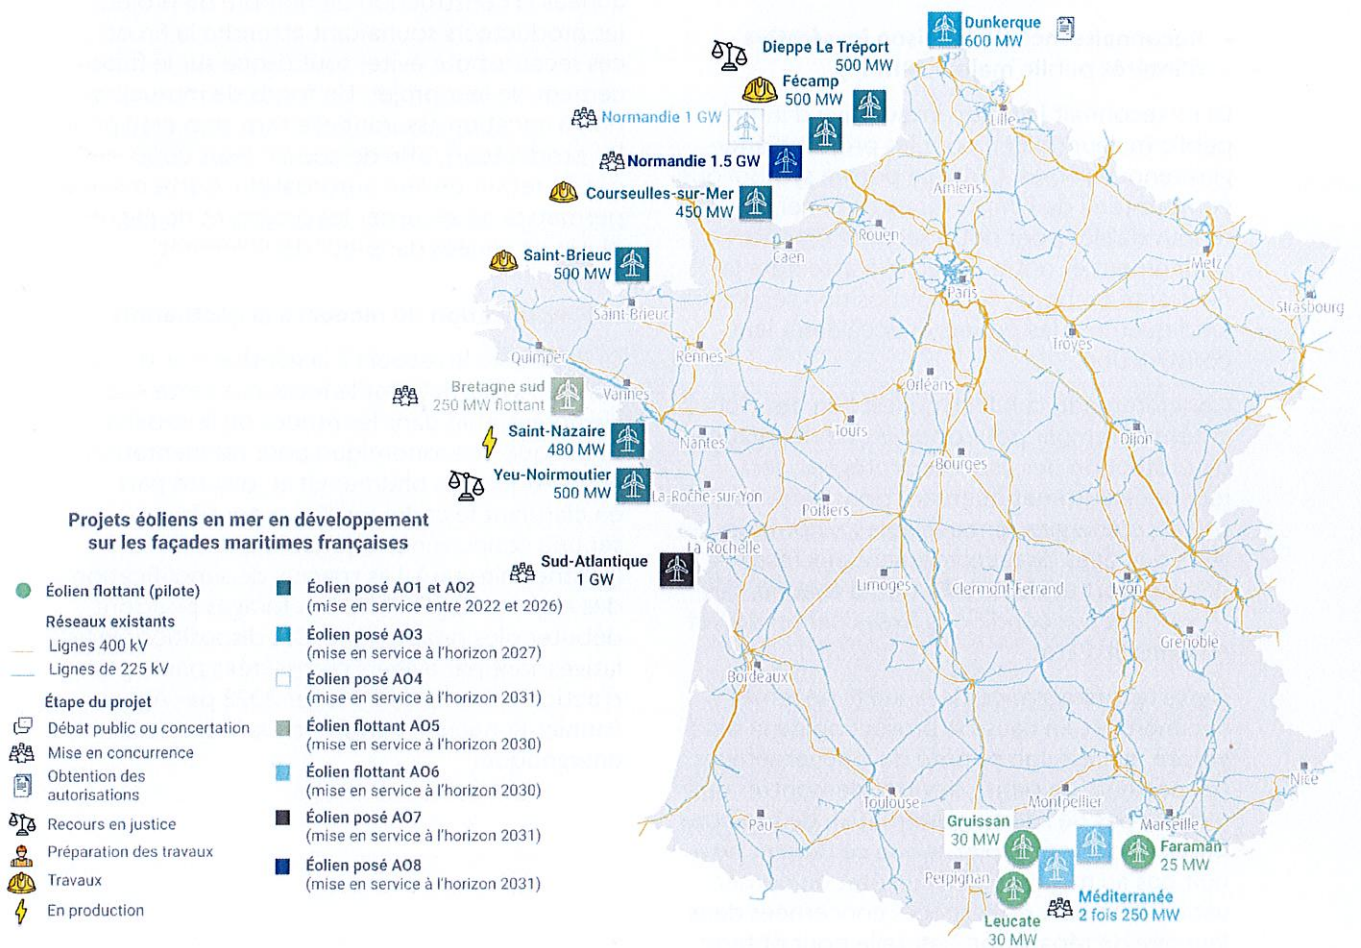 Dunkerque
600 MW
Dieppe Le Tréport
500 MW
Fécamp
500 MW
Normandie 1 GW
Normandie 1.5 GW
Courseulles-sur-Mer
450 MW
Saint-Brieuc
500 MW
Bretagne sud
250 MW flottant
Saint-Nazaire
480 MW
Yeu-Noirmoutier
500 MW
Sud-Atlantique
1 GW
Lille
Amiens
Rouen
Caen
Metz
Paris
Strasbourg
Saint-Brieuc
Troyes
Quimper
Rennes
Orléans
Vannes
Tours
Nantes
Dijon
Bourges
La-Roche-sur-Yon
Poitiers
La Rochelle
Limoges
Clermont-Ferrand
Lyon
Grenoble
Bordeaux
Nice
Toulouse
Montpellier
Pau
Marseille
Perpignan
Gruissan
30 MW
Faraman
25 MW
Méditerranée
2 fois 250 MW
Leucate
30 MW
Projets éoliens en mer en développement
sur les façades maritimes françaises
Éolien flottant (pilote)
Réseaux existants
Lignes 400 kV
Lignes de 225 kV
Étape du projet
Débat public ou concertation
Mise en concurrence
Obtention des
autorisations
Recours en justice
Préparation des travaux
Travaux
En production
Éolien posé AO1 et AO2
(mise en service entre 2022 et 2026)
Éolien posé AO3
(mise en service à l'horizon 2027)
Éolien posé AO4
(mise en service à l'horizon 2031)
Éolien flottant AO5
(mise en service à l'horizon 2030)
Éolien flottant AO6
(mise en service à l'horizon 2030)
Éolien posé AO7
(mise en service à l'horizon 2031)
Éolien posé AO8
(mise en service à l'horizon 2031)